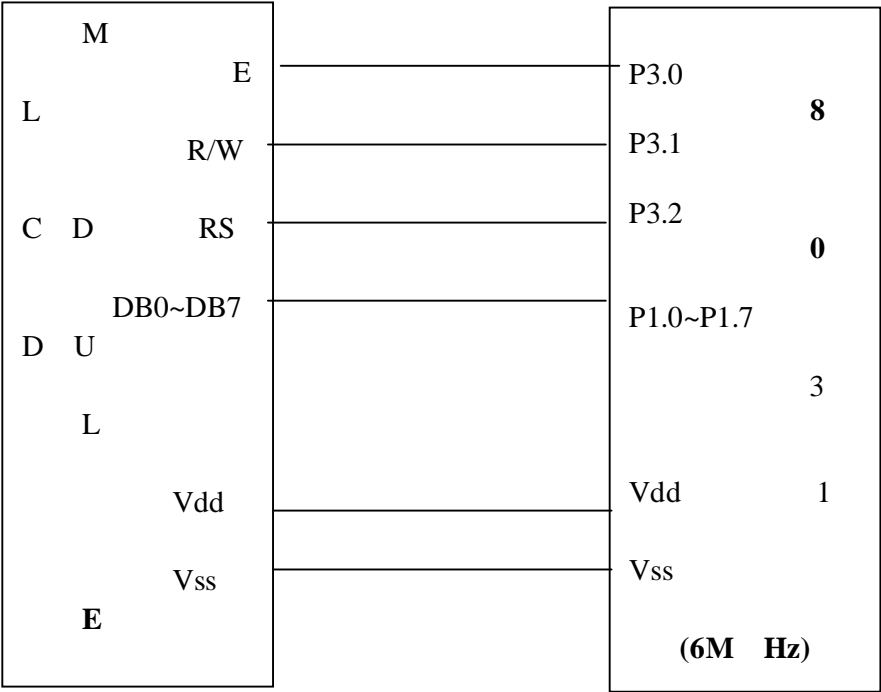 M
E
L
R/W
C D RS
DB0~DB7
D U
L
Vdd
Vss
E
P3.0
8
P3.1
P3.2
0
P1.0~P1.7
3
Vdd 1
Vss
(6M Hz)